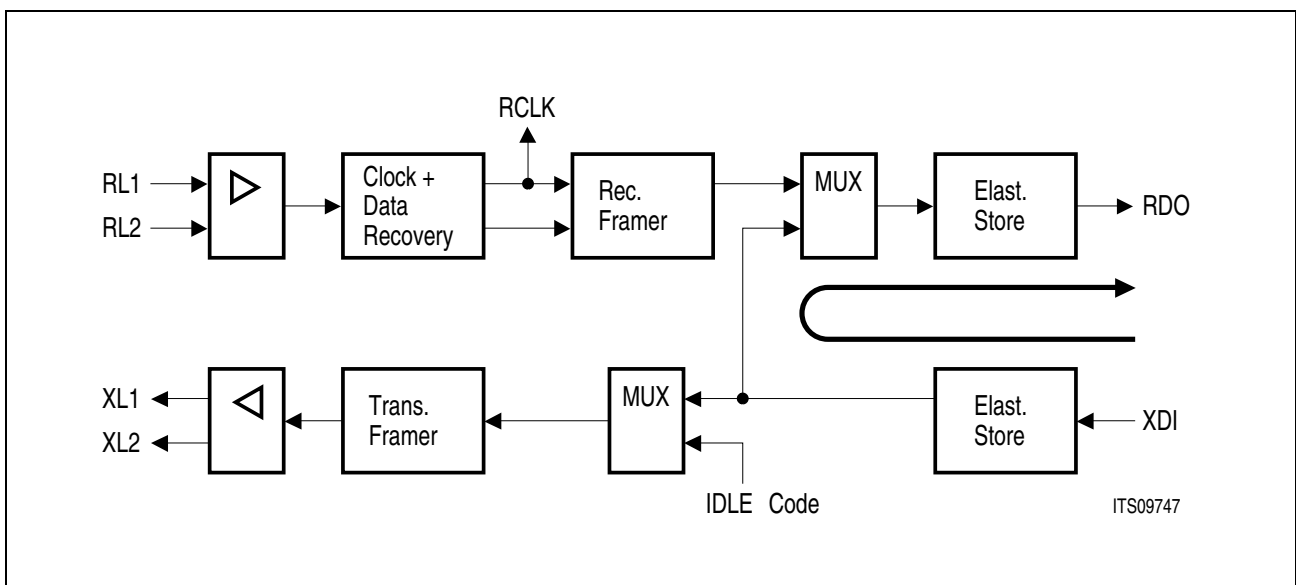 RCLK
RL1
RL2
Clock +
Data
Recovery
Rec.
Framer
MUX
Elast.
Store
RDO
XL1
XL2
Trans.
Framer
MUX
Elast.
Store
XDI
IDLE Code
ITS09747